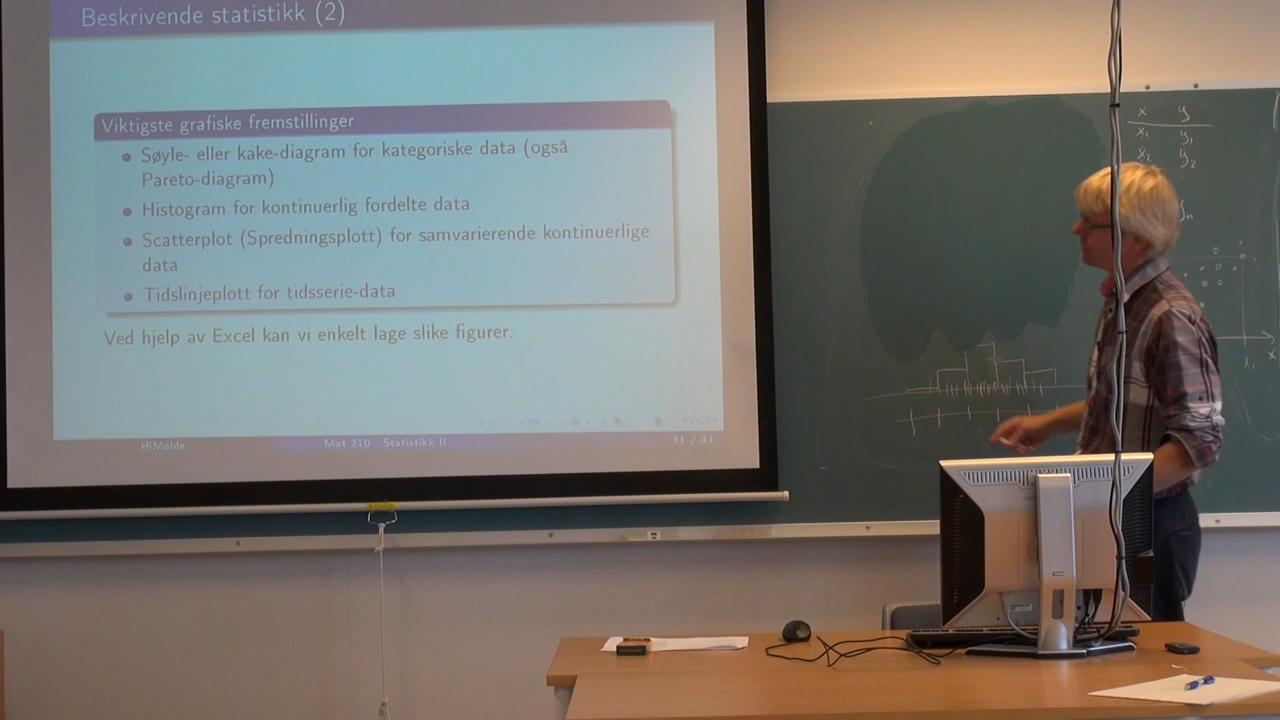 Beskrivende statistikk (2)
Viktigste grafiske fremstillinger
Søyle- eller kake-diagram for kategoriske data (også
Pareto-diagram)
Histogram for kontinuerlig fordelte data
Scatterplot (Spredningsplott) for samvarierende kontinuerlige
data
Tidslinjeplott for tidsserie-data
Ved hjelp av Excel kan vi enkelt lage slike figurer.
HiMolde Mat 210 - Statistikk II 31 / 41
x y
x₁ y₁
x₂ y₂
x₁ x